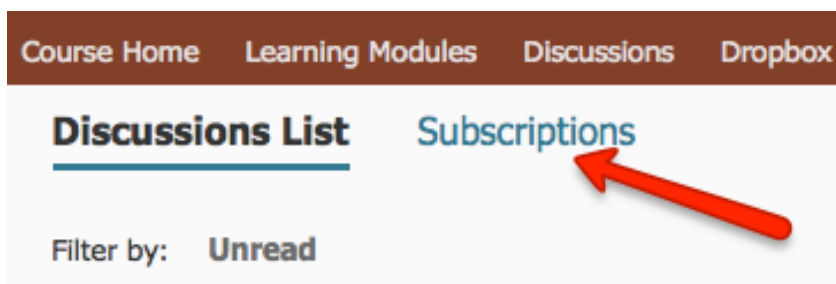 Course Home Learning Modules Discussions Dropbox
Discussions List Subscriptions
Filter by: Unread